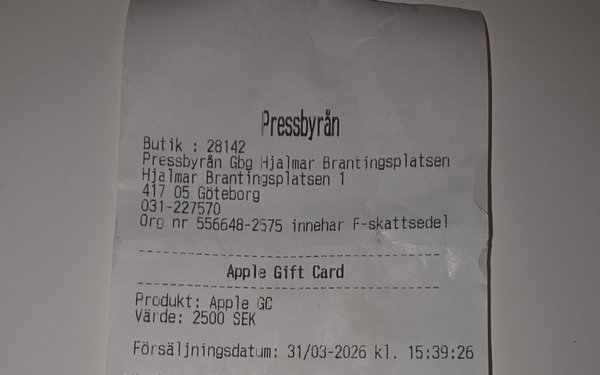 Pressbyrån
Butik : 28142
Pressbyrån Gbg Hjalmar Brantingsplatsen
Hjalmar Brantingsplatsen 1
417 05 Göteborg
031-227570
Org nr 556648-2575 innehar F-skattsedel
Apple Gift Card
Produkt: Apple GC
Värde: 2500 SEK
Försäljningsdatum: 31/03-2026 kl. 15:39:26